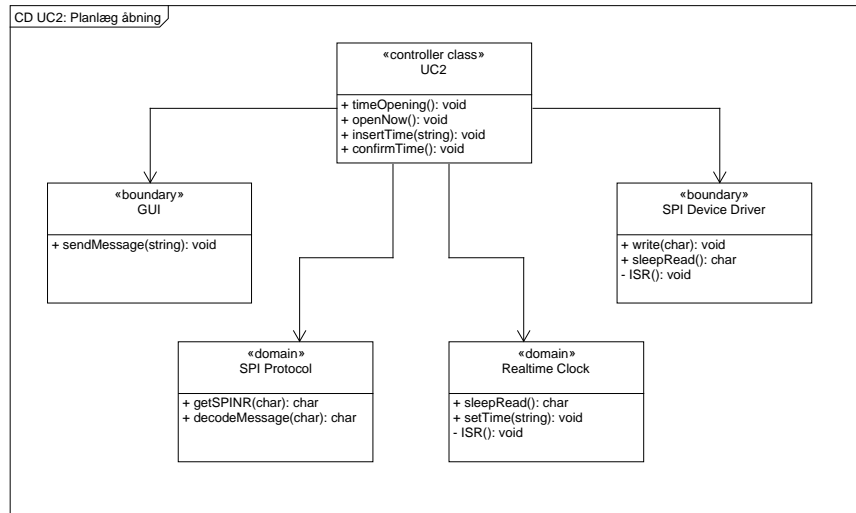 CD UC2: Planlæg åbning
«controller class»
UC2
+ timeOpening(): void
+ openNow(): void
+ insertTime(string): void
+ confirmTime(): void
«boundary»
GUI
+ sendMessage(string): void
«boundary»
SPI Device Driver
+ write(char): void
+ sleepRead(): char
- ISR(): void
«domain»
SPI Protocol
+ getSPINR(char): char
+ decodeMessage(char): char
«domain»
Realtime Clock
+ sleepRead(): char
+ setTime(string): void
- ISR(): void